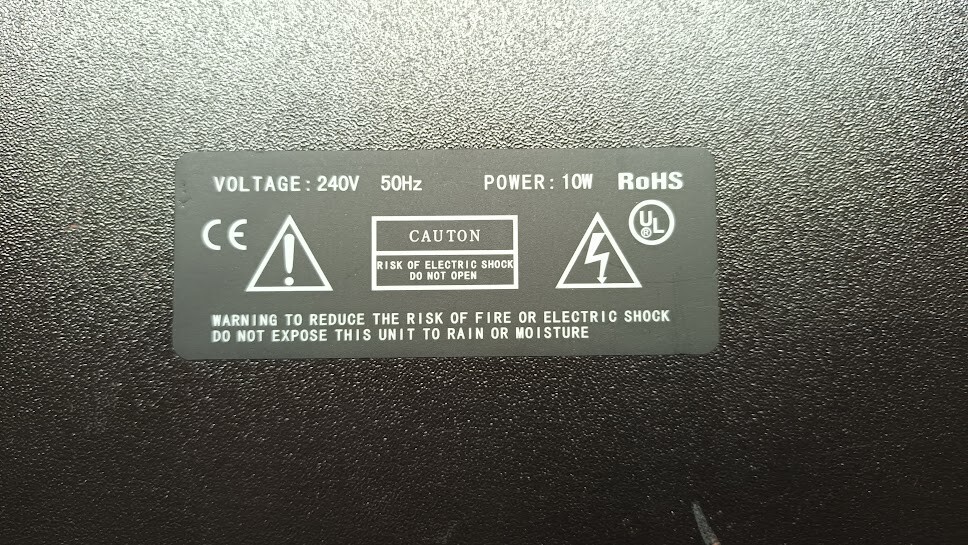 VOLTAGE: 240V 50Hz POWER: 10W RoHS
CE
CAUTON
RISK OF ELECTRIC SHOCK
DO NOT OPEN
UL®
WARNING TO REDUCE THE RISK OF FIRE OR ELECTRIC SHOCK
DO NOT EXPOSE THIS UNIT TO RAIN OR MOISTURE